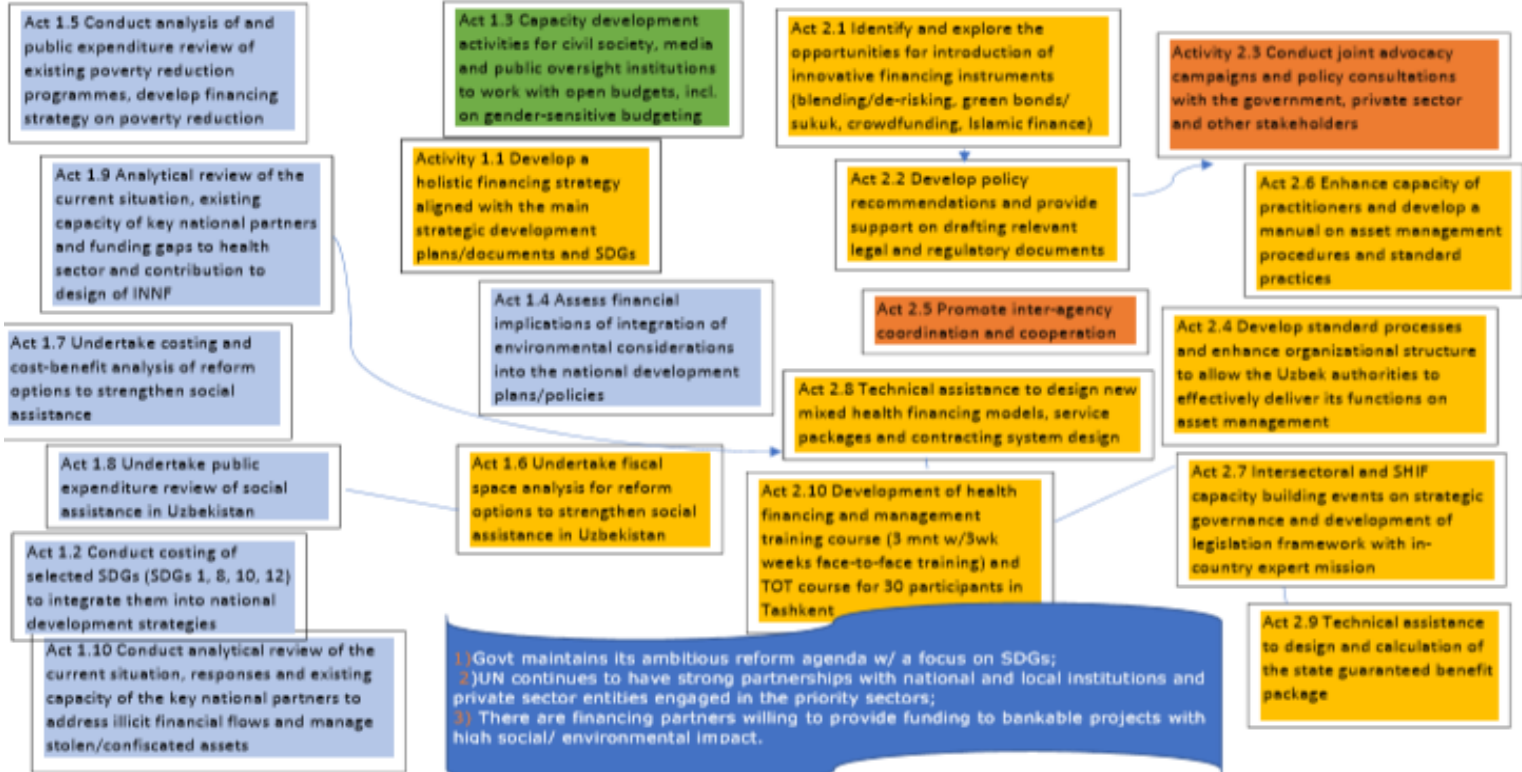 Act 1.5 Conduct analysis of and
public expenditure review of
existing poverty reduction
programmes, develop financing
strategy on poverty reduction
Act 1.3 Capacity development
activities for civil society, media
and public oversight institutions
to work with open budgets, incl.
on gender-sensitive budgeting
Act 2.1 Identify and explore the
opportunities for introduction of
innovative financing instruments
(blending/de-risking, green bonds/
sukuk, crowdfunding, Islamic finance)
Activity 2.3 Conduct joint advocacy
campaigns and policy consultations
with the government, private sector
and other stakeholders
Act 1.9 Analytical review of the
current situation, existing
capacity of key national partners
and funding gaps to health
sector and contribution to
design of INNF
Activity 1.1 Develop a
holistic financing strategy
aligned with the main
strategic development
plans/documents and SDGs
Act 2.2 Develop policy
recommendations and provide
support on drafting relevant
legal and regulatory documents
Act 2.6 Enhance capacity of
practitioners and develop a
manual on asset management
procedures and standard
practices
Act 1.4 Assess financial
implications of integration of
environmental considerations
into the national development
plans/policies
Act 2.5 Promote inter-agency
coordination and cooperation
Act 2.4 Develop standard processes
and enhance organizational structure
to allow the Uzbek authorities to
effectively deliver its functions on
asset management
Act 1.7 Undertake costing and
cost-benefit analysis of reform
options to strengthen social
assistance
Act 2.8 Technical assistance to design new
mixed health financing models, service
packages and contracting system design
Act 1.8 Undertake public
expenditure review of social
assistance in Uzbekistan
Act 1.6 Undertake fiscal
space analysis for reform
options to strengthen social
assistance in Uzbekistan
Act 2.10 Development of health
financing and management
training course (3 mnt w/3wk
weeks face-to-face training) and
TOT course for 30 participants in
Tashkent
Act 2.7 Intersectoral and SHIF
capacity building events on strategic
governance and development of
legislation framework with in-
country expert mission
Act 1.2 Conduct costing of
selected SDGs (SDGs 1, 8, 10, 12)
to integrate them into national
development strategies
Act 2.9 Technical assistance
to design and calculation of
the state guaranteed benefit
package
Act 1.10 Conduct analytical review of the
current situation, responses and existing
capacity of the key national partners to
address illicit financial flows and manage
stolen/confiscated assets
1)Govt maintains its ambitious reform agenda w/ a focus on SDGs;
2)UN continues to have strong partnerships with national and local institutions and
private sector entities engaged in the priority sectors;
3) There are financing partners willing to provide funding to bankable projects with
high social/ environmental impact.